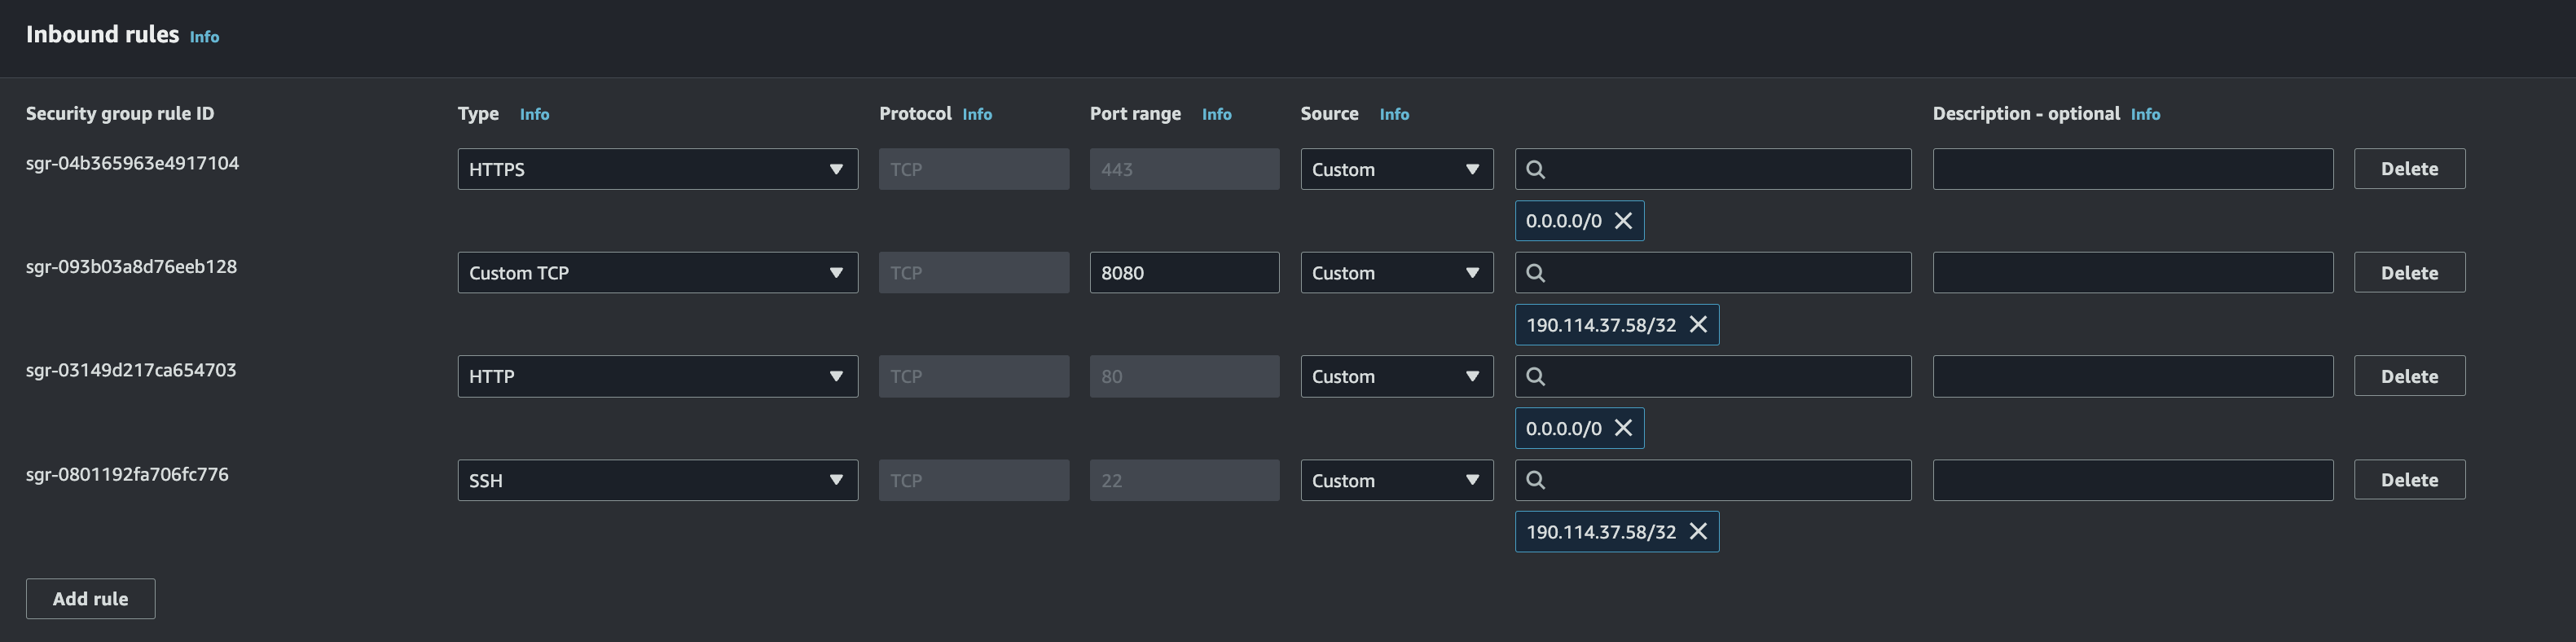 Inbound rules Info
Security group rule ID Type Info Protocol Info Port range Info Source Info Description - optional Info
sgr-04b365963e4917104 HTTPS TCP 443 Custom Delete
0.0.0.0/0
sgr-093b03a8d76eeb128 Custom TCP TCP 8080 Custom Delete
190.114.37.58/32
sgr-03149d217ca654703 HTTP TCP 80 Custom Delete
0.0.0.0/0
sgr-0801192fa706fc776 SSH TCP 22 Custom Delete
190.114.37.58/32
Add rule